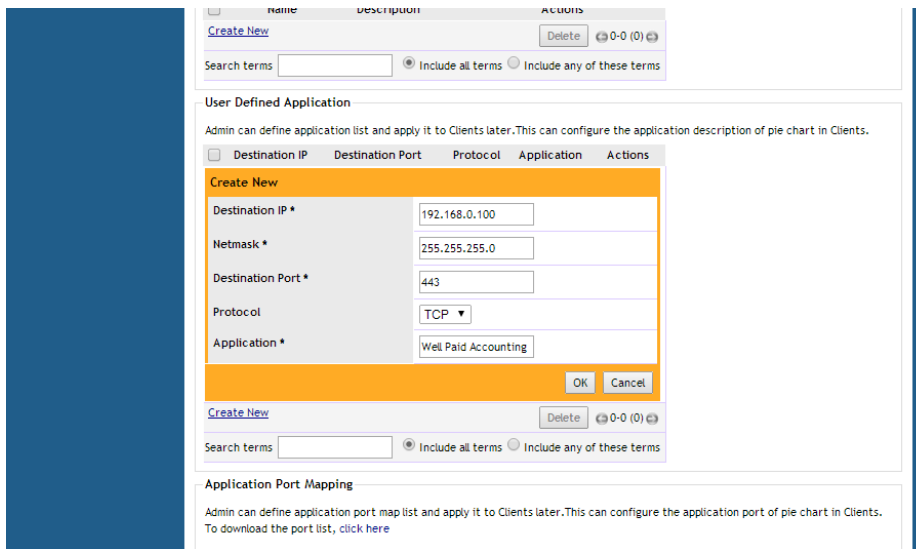 Name Description Actions
Create New Delete 0-0 (0)
Search terms Include all terms Include any of these terms
User Defined Application
Admin can define application list and apply it to Clients later.This can configure the application description of pie chart in Clients.
Destination IP Destination Port Protocol Application Actions
Create New
Destination IP * 192.168.0.100
Netmask * 255.255.255.0
Destination Port * 443
Protocol TCP
Application * Well Paid Accounting
OK Cancel
Create New Delete 0-0 (0)
Search terms Include all terms Include any of these terms
Application Port Mapping
Admin can define application port map list and apply it to Clients later.This can configure the application port of pie chart in Clients.
To download the port list, click here